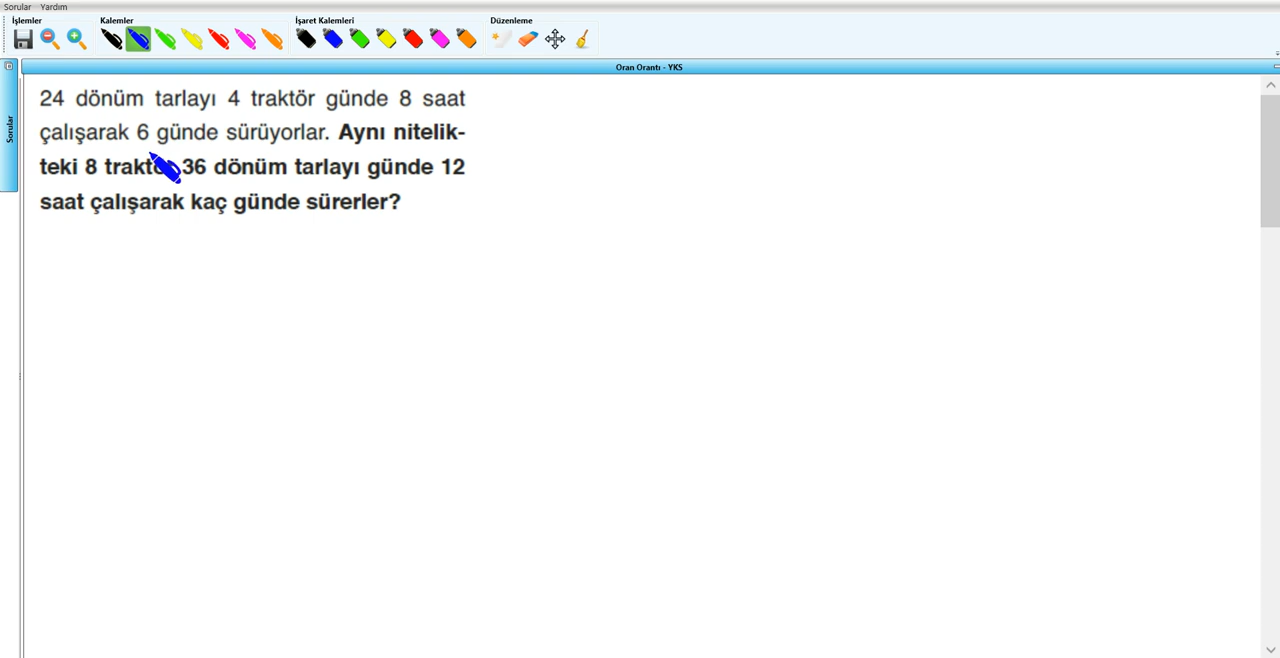 Sorular Yardım
İşlemler Kalemler İşaret Kalemleri Düzenleme
Oran Orantı - YKS
Sorular
24 dönüm tarlayı 4 traktör günde 8 saat
çalışarak 6 günde sürüyorlar. Aynı nitelik-
teki 8 36 dönüm tarlayı günde 12
saat çalışarak kaç günde sürerler?